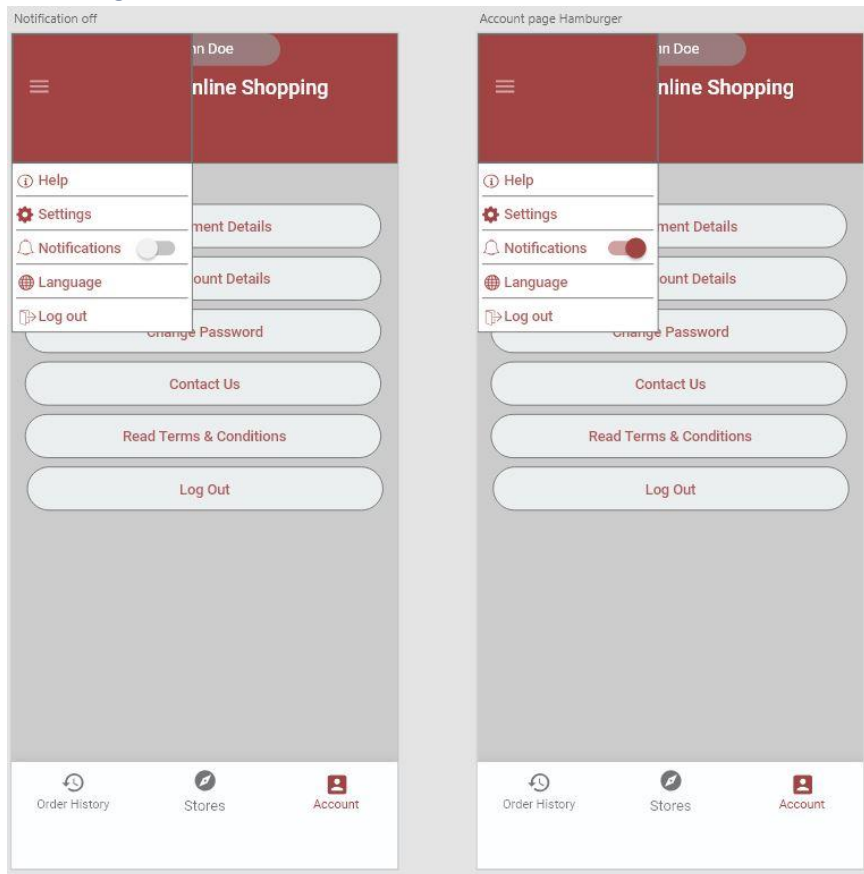 Notification off
nn Doe
nline Shopping
Help
Settings
ment Details
Notifications
Language
ount Details
Log out
Change Password
Contact Us
Read Terms & Conditions
Log Out
Order History
Stores
Account
Account page Hamburger
nn Doe
nline Shopping
Help
Settings
ment Details
Notifications
Language
ount Details
Log out
Change Password
Contact Us
Read Terms & Conditions
Log Out
Order History
Stores
Account